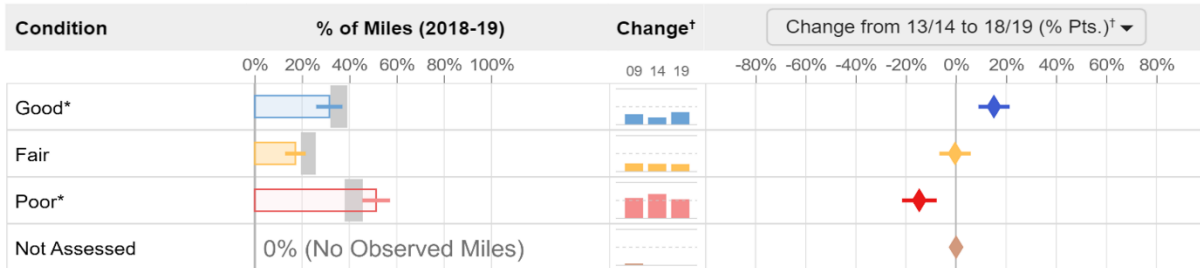 Condition % of Miles (2018-19) Change† Change from 13/14 to 18/19 (% Pts.)†
0% 20% 40% 60% 80% 100% 09 14 19 -80% -60% -40% -20% 0% 20% 40% 60% 80%
Good*
Fair
Poor*
Not Assessed 0% (No Observed Miles)